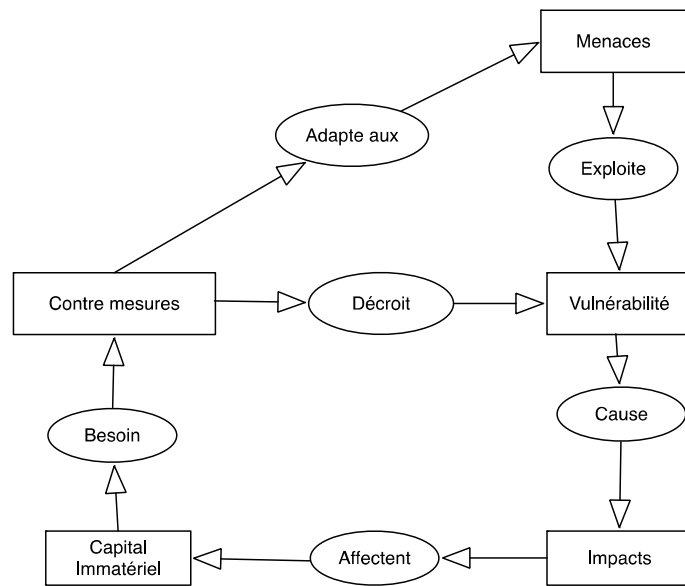 Menaces
Adapte aux
Exploite
Contre mesures
Décroit
Vulnérabilité
Besoin
Cause
Capital
Immatériel
Affectent
Impacts